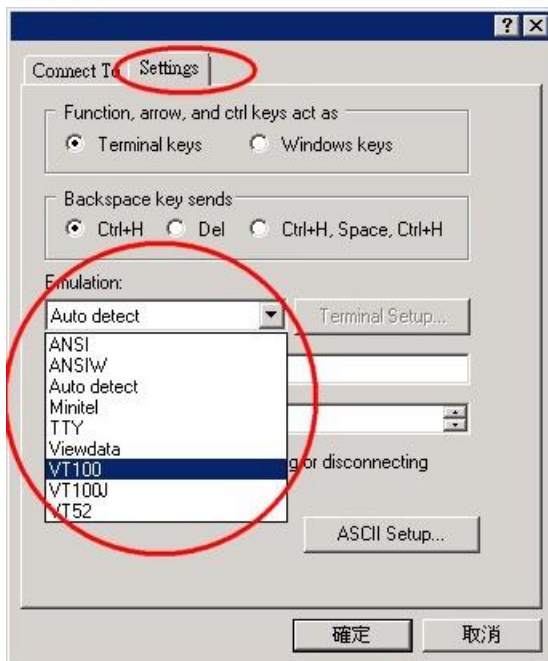 Connect To Settings
Function, arrow, and ctrl keys act as
Terminal keys Windows keys
Backspace key sends
Ctrl+H Del Ctrl+H, Space, Ctrl+H
Emulation:
Auto detect Terminal Setup...
ANSI
ANSIW
Auto detect
Minitel
TTY
Viewdata
VT100 or disconnecting
VT100J
VT52
ASCII Setup...
確定 取消